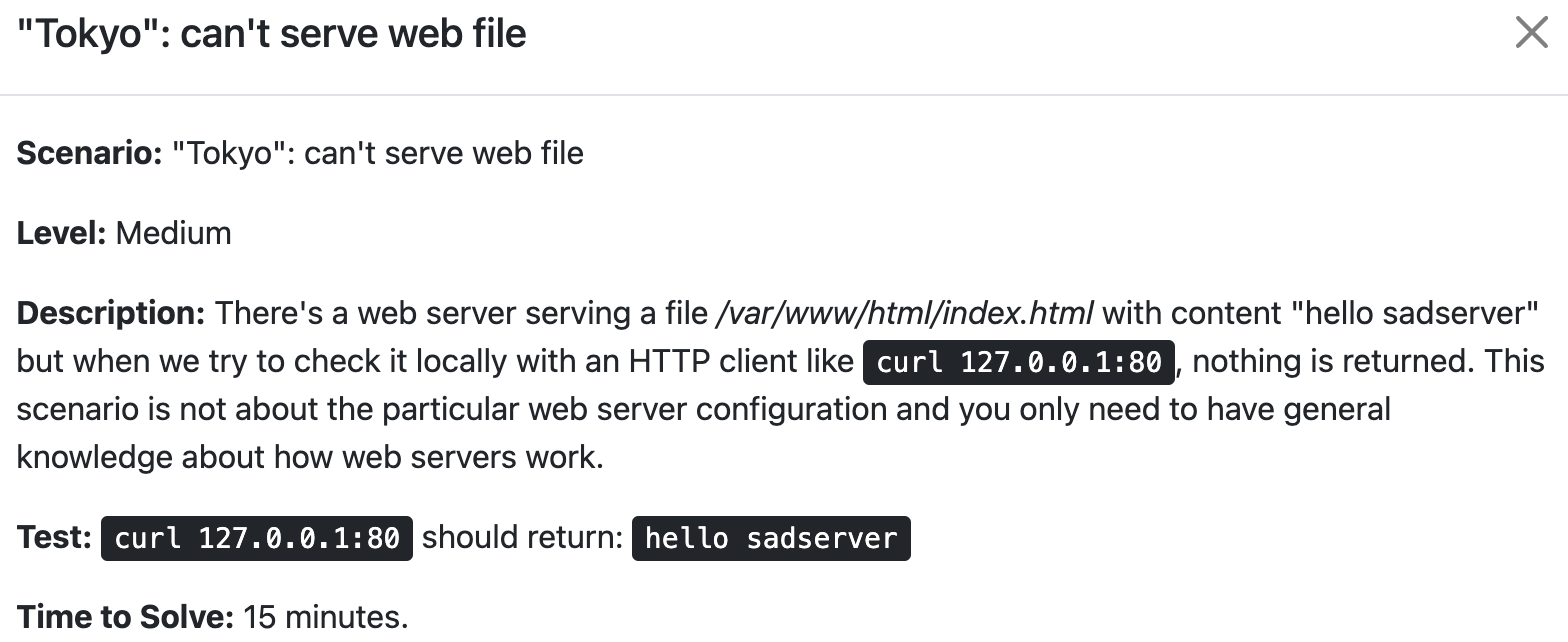 "Tokyo": can't serve web file
Scenario: "Tokyo": can't serve web file
Level: Medium
Description: There's a web server serving a file /var/www/html/index.html with content "hello sadserver"
but when we try to check it locally with an HTTP client like curl 127.0.0.1:80, nothing is returned. This
scenario is not about the particular web server configuration and you only need to have general
knowledge about how web servers work.
Test: curl 127.0.0.1:80 should return: hello sadserver
Time to Solve: 15 minutes.